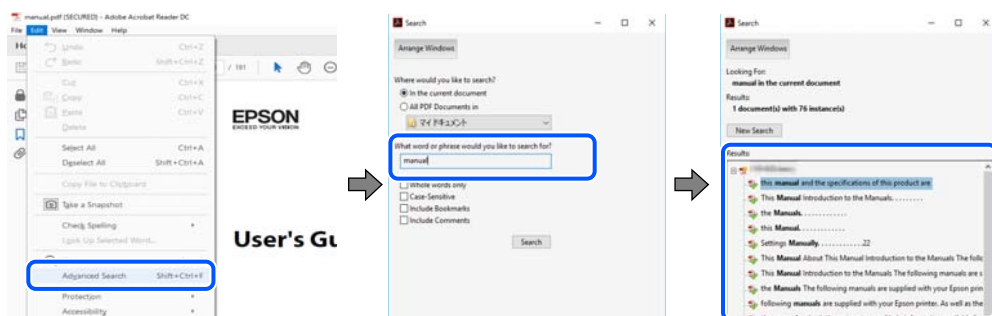 manual.pdf (SECURED) - Adobe Acrobat Reader DC
File Edit View Window Help
Undo Ctrl+Z
Redo Shift+Ctrl+Z
Cut Ctrl+X
Copy Ctrl+C
Paste Ctrl+V
Delete
Select All Ctrl+A
Deselect All Shift+Ctrl+A
Copy File to Clipboard
Take a Snapshot
Check Spelling
Look Up Selected Word...
Advanced Search Shift+Ctrl+F
Protection
Accessibility
/ 191
EPSON
EXCEED YOUR VISION
User's Gu
Search
Arrange Windows
Where would you like to search?
In the current document
All PDF Documents in
マイドキュメント
What word or phrase would you like to search for?
manual
Whole words only
Case-Sensitive
Include Bookmarks
Include Comments
Search
Search
Arrange Windows
Looking For:
manual in the current document
Results:
1 document(s) with 76 instance(s)
New Search
Results:
this manual and the specifications of this product are
This Manual Introduction to the Manuals. . . . . . . . .
the Manuals. . . . . . . . . . . . .
this Manual. . . . . . . . . . . . .
Settings Manually. . . . . . . . . . . . .22
This Manual About This Manual Introduction to the Manuals The follo
This Manual Introduction to the Manuals The following manuals are s
the Manuals The following manuals are supplied with your Epson prin
following manuals are supplied with your Epson printer. As well as the